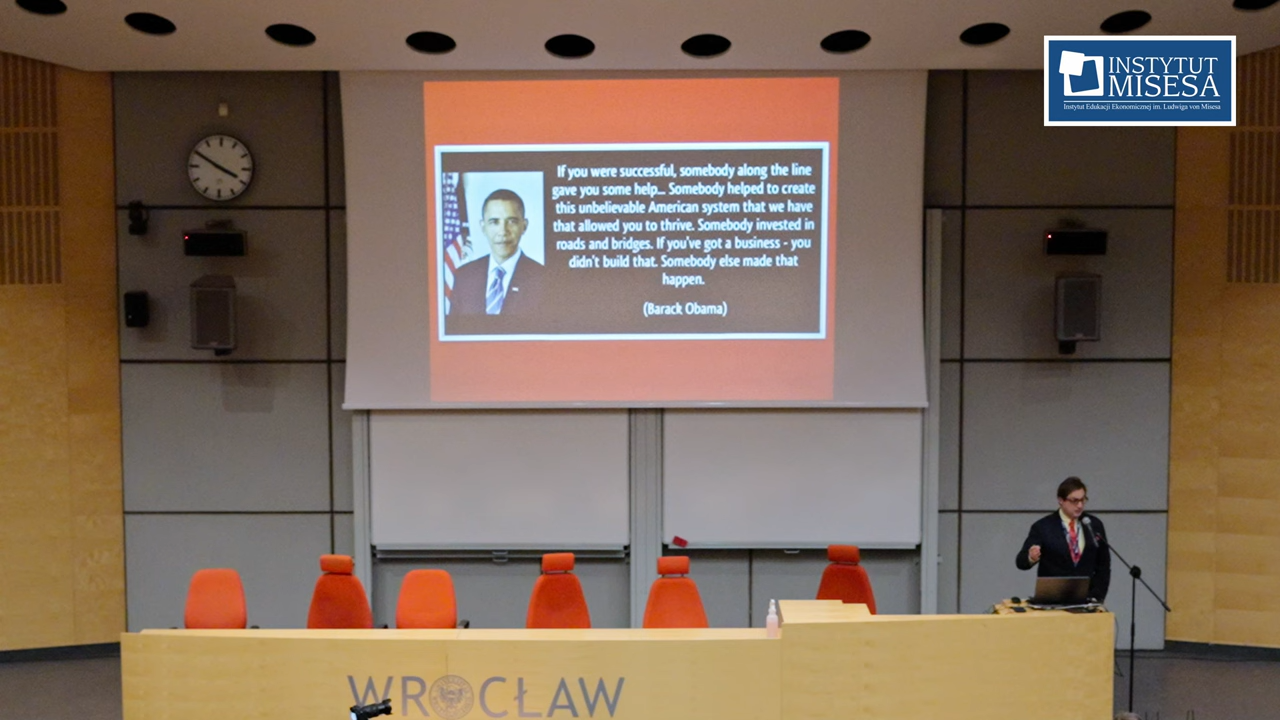 INSTYTUT
MISESA
Instytut Edukacji Ekonomicznej im. Ludwiga von Misesa
If you were successful, somebody along the line
gave you some help... Somebody helped to create
this unbelievable American system that we have
that allowed you to thrive. Somebody invested in
roads and bridges. If you've got a business - you
didn't build that. Somebody else made that
happen.
(Barack Obama)
WROCŁAW